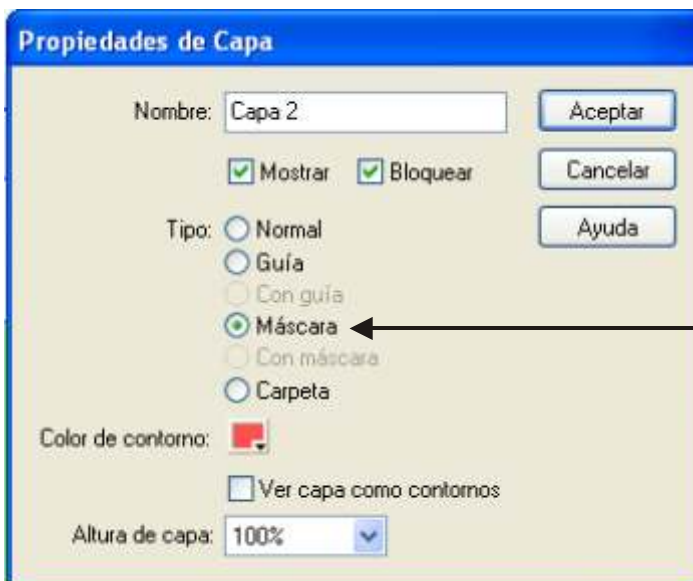 Propiedades de Capa
Nombre: Capa 2 Aceptar
Mostrar Bloquear Cancelar
Tipo: Normal Ayuda
Guía
Con guía
Máscara
Con máscara
Carpeta
Color de contorno:
Ver capa como contornos
Altura de capa: 100%